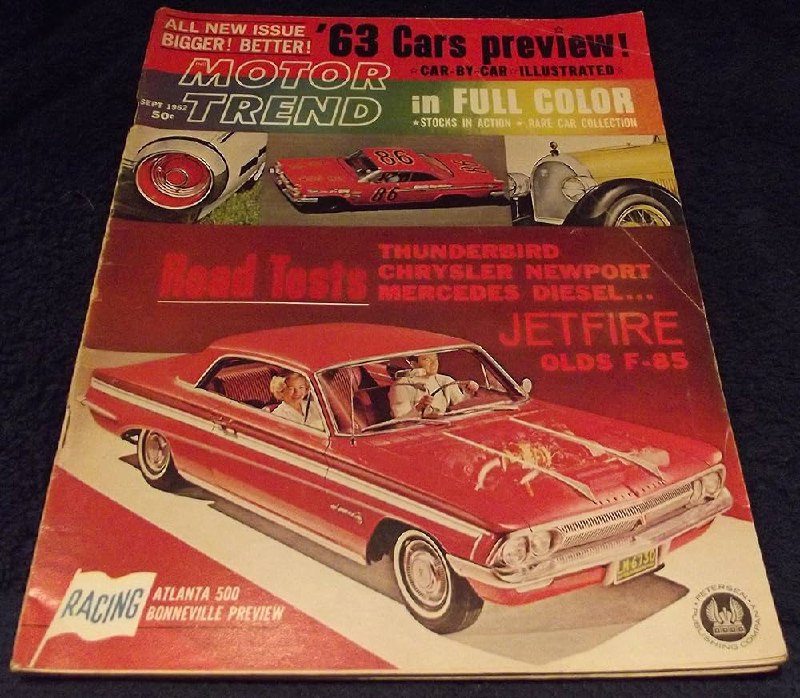 ALL NEW ISSUE
BIGGER! BETTER!
'63 Cars preview!
CAR-BY-CAR ILLUSTRATED
MOTOR
TREND
SEPT 1962
50¢
in FULL COLOR
STOCKS IN ACTION RARE CAR COLLECTION
86
86
86
Road Tests
THUNDERBIRD
CHRYSLER NEWPORT
MERCEDES DIESEL...
JETFIRE
OLDS F-85
RACING
ATLANTA 500
BONNEVILLE PREVIEW
PETERSEN
PUBLISHING COMPANY